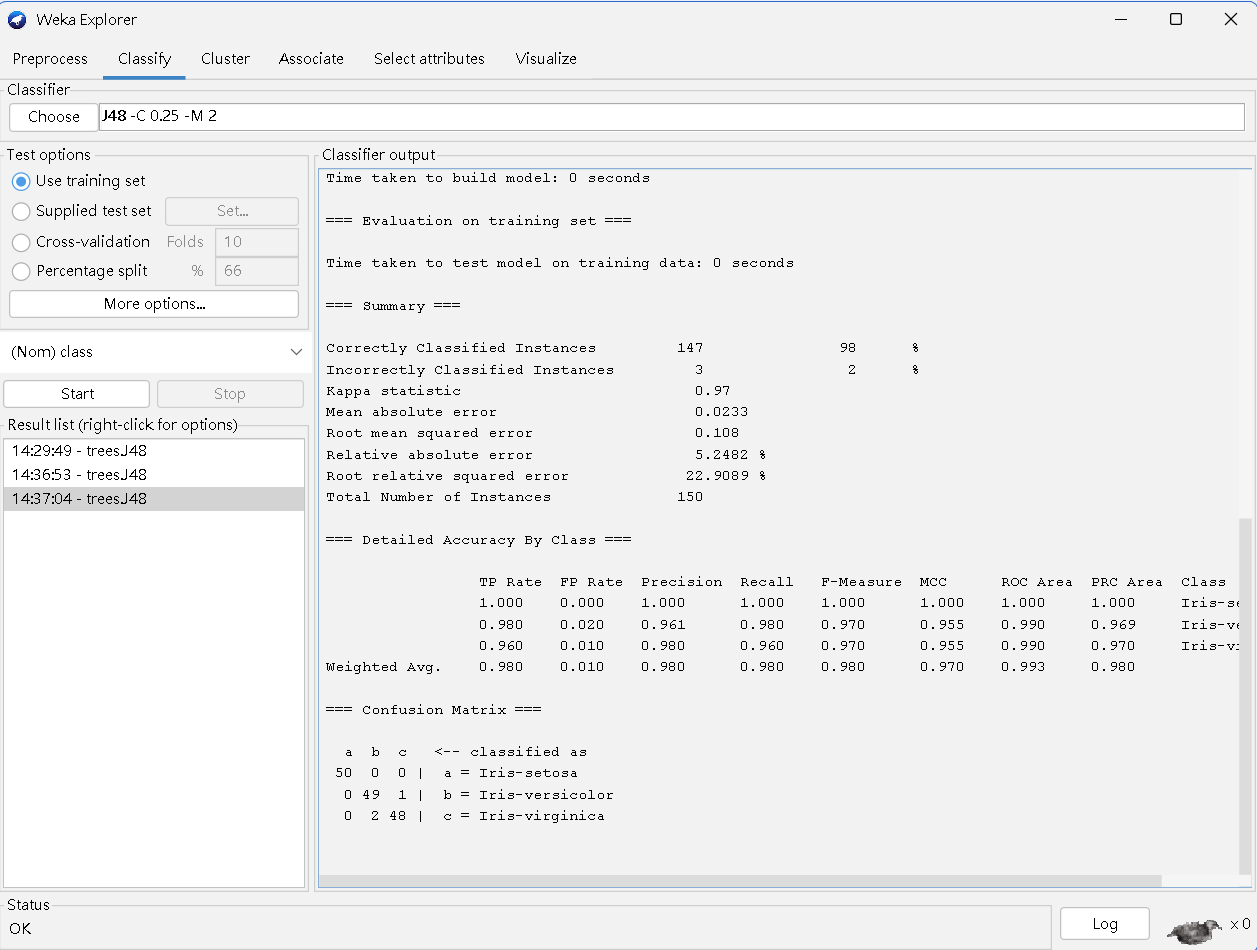 Weka Explorer
Preprocess Classify Cluster Associate Select attributes Visualize
Classifier
Choose J48 -C 0.25 -M 2
Test options
Use training set
Supplied test set Set...
Cross-validation Folds 10
Percentage split % 66
More options...
(Nom) class
Start Stop
Result list (right-click for options)
14:29:49 - trees.J48
14:36:53 - trees.J48
14:37:04 - trees.J48
Classifier output
Time taken to build model: 0 seconds
=== Evaluation on training set ===
Time taken to test model on training data: 0 seconds
=== Summary ===
Correctly Classified Instances 147 98 %
Incorrectly Classified Instances 3 2 %
Kappa statistic 0.97
Mean absolute error 0.0233
Root mean squared error 0.108
Relative absolute error 5.2482 %
Root relative squared error 22.9089 %
Total Number of Instances 150
=== Detailed Accuracy By Class ===
TP Rate FP Rate Precision Recall F-Measure MCC ROC Area PRC Area Class
1.000 0.000 1.000 1.000 1.000 1.000 1.000 1.000 Iris-se
0.980 0.020 0.961 0.980 0.970 0.955 0.990 0.969 Iris-ve
0.960 0.010 0.980 0.960 0.970 0.955 0.990 0.970 Iris-vi
Weighted Avg. 0.980 0.010 0.980 0.980 0.980 0.970 0.993 0.980
=== Confusion Matrix ===
a b c <-- classified as
50 0 0 | a = Iris-setosa
0 49 1 | b = Iris-versicolor
0 2 48 | c = Iris-virginica
Status
OK
Log
x 0